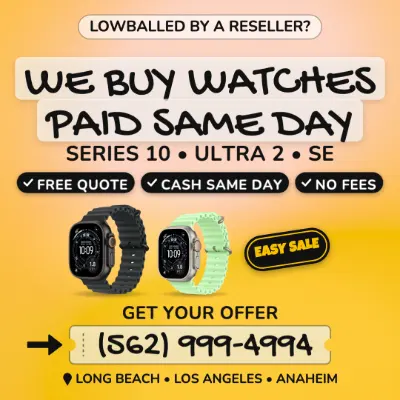 LOWBALLED BY A RESELLER?
WE BUY WATCHES
PAID SAME DAY
SERIES 10 • ULTRA 2 • SE
✓ FREE QUOTE ✓ CASH SAME DAY ✓ NO FEES
EASY SALE
GET YOUR OFFER
(562) 999-4994
LONG BEACH • LOS ANGELES • ANAHEIM